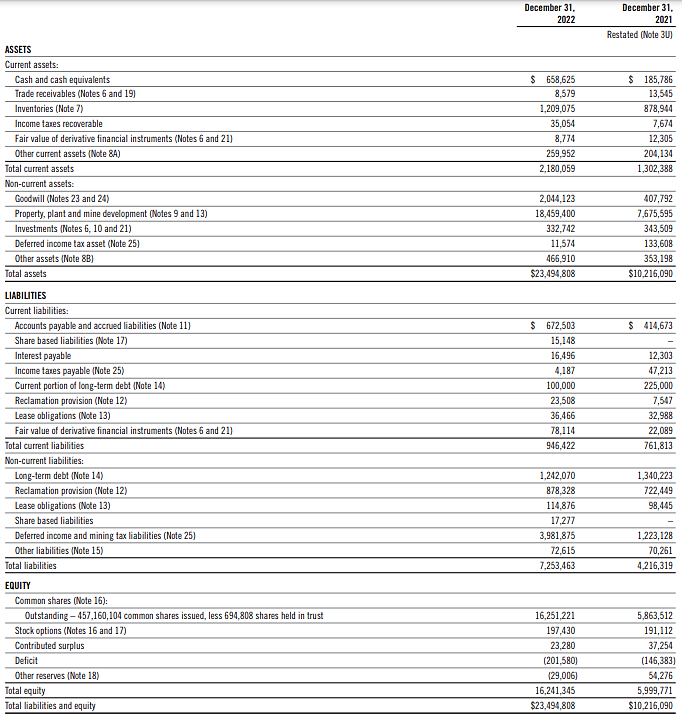 December 31, December 31,
2022 2021
Restated (Note 3U)
ASSETS
Current assets:
Cash and cash equivalents $ 658,625 $ 185,786
Trade receivables (Notes 6 and 19) 8,579 13,545
Inventories (Note 7) 1,209,075 878,944
Income taxes recoverable 35,054 7,674
Fair value of derivative financial instruments (Notes 6 and 21) 8,774 12,305
Other current assets (Note 8A) 259,952 204,134
Total current assets 2,180,059 1,302,388
Non-current assets:
Goodwill (Notes 23 and 24) 2,044,123 407,792
Property, plant and mine development (Notes 9 and 13) 18,459,400 7,675,595
Investments (Notes 6, 10 and 21) 332,742 343,509
Deferred income tax asset (Note 25) 11,574 133,608
Other assets (Note 8B) 466,910 353,198
Total assets $23,494,808 $10,216,090
LIABILITIES
Current liabilities:
Accounts payable and accrued liabilities (Note 11) $ 672,503 $ 414,673
Share based liabilities (Note 17) 15,148 –
Interest payable 16,496 12,303
Income taxes payable (Note 25) 4,187 47,213
Current portion of long-term debt (Note 14) 100,000 225,000
Reclamation provision (Note 12) 23,508 7,547
Lease obligations (Note 13) 36,466 32,988
Fair value of derivative financial instruments (Notes 6 and 21) 78,114 22,089
Total current liabilities 946,422 761,813
Non-current liabilities:
Long-term debt (Note 14) 1,242,070 1,340,223
Reclamation provision (Note 12) 878,328 722,449
Lease obligations (Note 13) 114,876 98,445
Share based liabilities 17,277 –
Deferred income and mining tax liabilities (Note 25) 3,981,875 1,223,128
Other liabilities (Note 15) 72,615 70,261
Total liabilities 7,253,463 4,216,319
EQUITY
Common shares (Note 16):
Outstanding – 457,160,104 common shares issued, less 694,808 shares held in trust 16,251,221 5,863,512
Stock options (Notes 16 and 17) 197,430 191,112
Contributed surplus 23,280 37,254
Deficit (201,580) (146,383)
Other reserves (Note 18) (29,006) 54,276
Total equity 16,241,345 5,999,771
Total liabilities and equity $23,494,808 $10,216,090